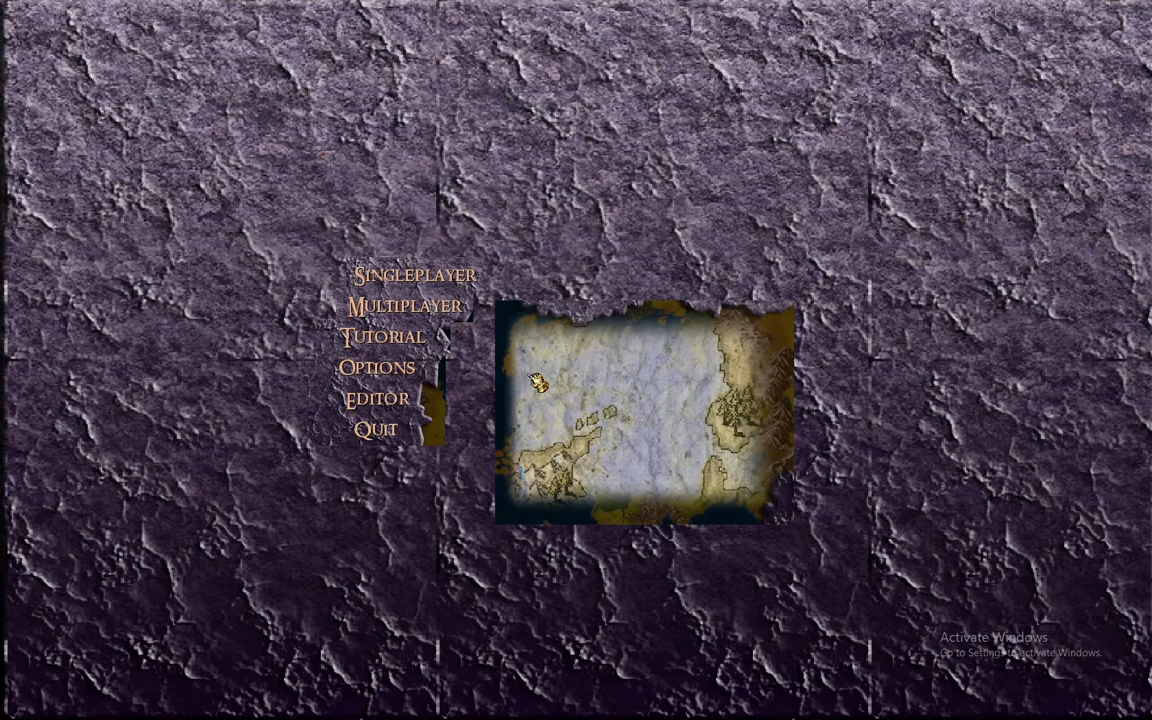 Singleplayer
Multiplayer
Tutorial
Options
Editor
Quit
Activate Windows
Go to Settings to activate Windows.